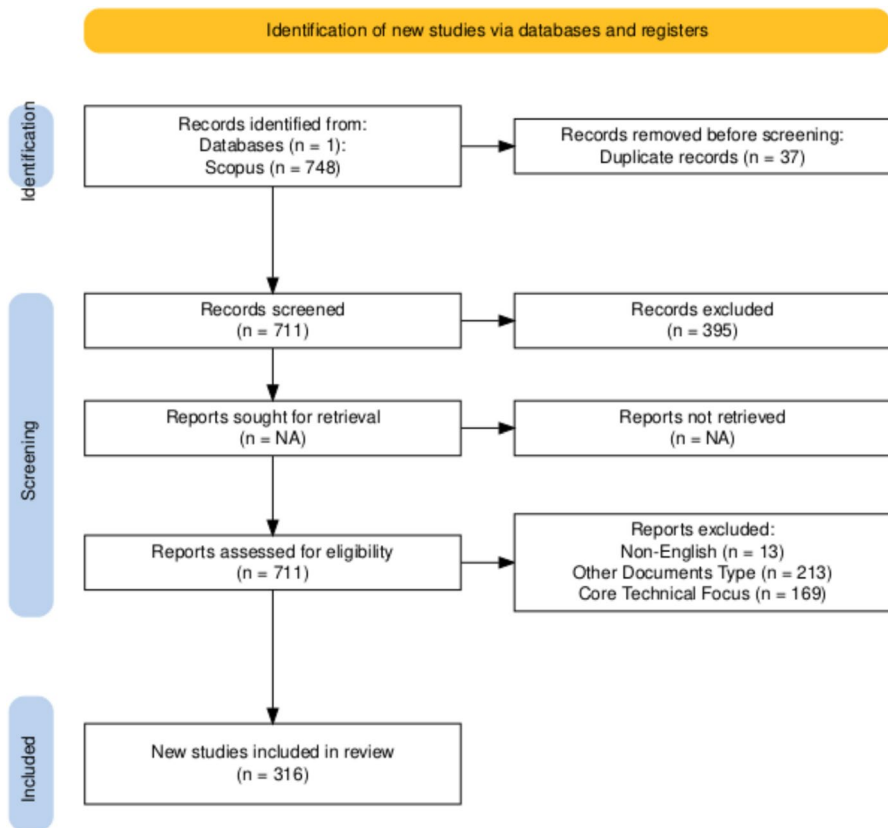 Identification of new studies via databases and registers
Identification
Records identified from:
Databases (n = 1):
Scopus (n = 748)
Records removed before screening:
Duplicate records (n = 37)
Screening
Records screened
(n = 711)
Records excluded
(n = 395)
Reports sought for retrieval
(n = NA)
Reports not retrieved
(n = NA)
Reports assessed for eligibility
(n = 711)
Reports excluded:
Non-English (n = 13)
Other Documents Type (n = 213)
Core Technical Focus (n = 169)
Included
New studies included in review
(n = 316)